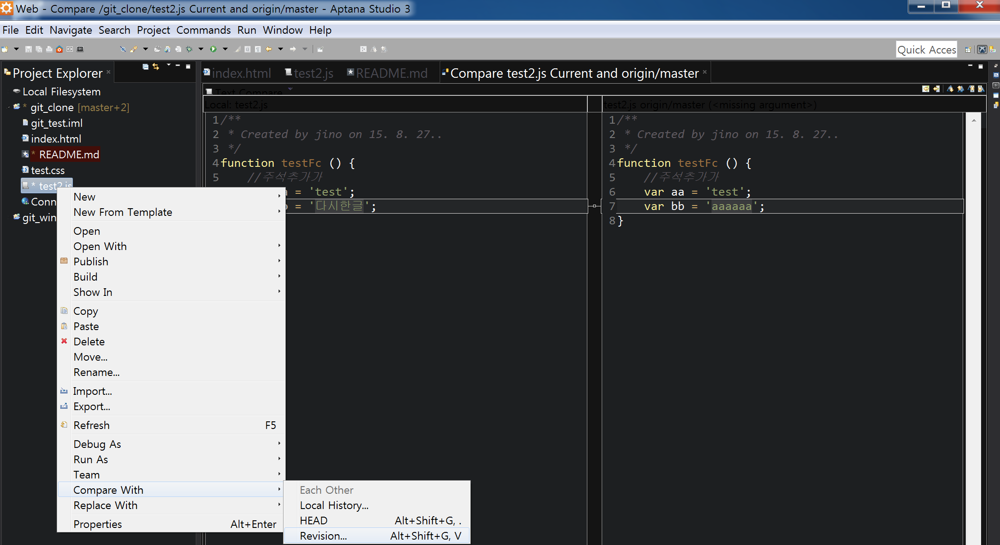 Web - Compare /git_clone/test2.js Current and origin/master - Aptana Studio 3
File Edit Navigate Search Project Commands Run Window Help
Quick Acces
Project Explorer
Local Filesystem
* git_clone [master+2]
git_test.iml
index.html
* README.md
test.css
* test2.js
Conn
git_win
index.html
test2.js
README.md
Compare test2.js Current and origin/master
Text Compare
Local: test2.js
1 /**
2 * Created by jino on 15. 8. 27..
3 */
4 function testFc () {
5 //주석추가가
= 'test';
= '다시한글';
test2.js origin/master (<missing argument>)
1 /**
2 * Created by jino on 15. 8. 27..
3 */
4 function testFc () {
5 //주석추가가
6 var aa = 'test';
7 var bb = 'aaaaaa';
8 }
New
New From Template
Open
Open With
Publish
Build
Show In
Copy
Paste
Delete
Move...
Rename...
Import...
Export...
Refresh F5
Debug As
Run As
Team
Compare With
Replace With
Properties Alt+Enter
Each Other
Local History...
HEAD Alt+Shift+G, .
Revision... Alt+Shift+G, V